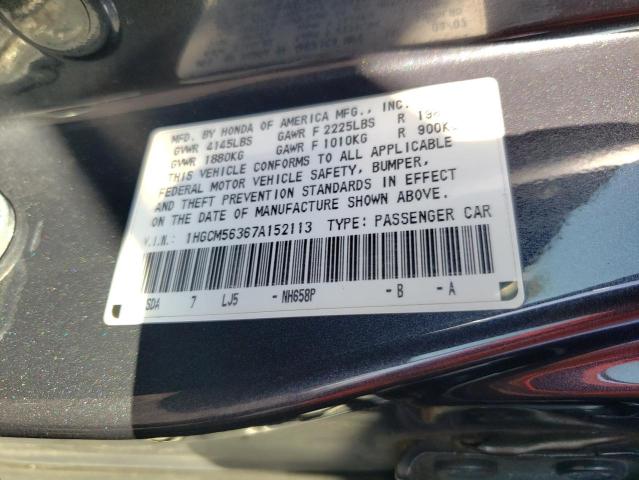 MFD. BY HONDA OF AMERICA MFG., INC.
GVWR 4145LBS GAWR F 2225LBS R
GVWR 1880KG GAWR F 1010KG R 900KG
THIS VEHICLE CONFORMS TO ALL APPLICABLE
FEDERAL MOTOR VEHICLE SAFETY, BUMPER,
AND THEFT PREVENTION STANDARDS IN EFFECT
ON THE DATE OF MANUFACTURE SHOWN ABOVE.
V.I.N.: 1HGCM56367A152113 TYPE: PASSENGER CAR
SDA 7 LJ5 -NH658P -B -A